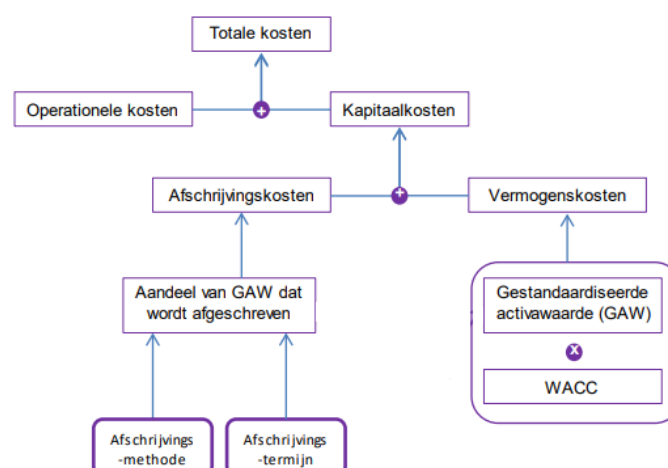 Totale kosten
Operationele kosten
+
Kapitaalkosten
Afschrijvingskosten
+
Vermogenskosten
Aandeel van GAW dat
wordt afgeschreven
Gestandaardiseerde
activawaarde (GAW)
x
WACC
Afschrijvings
-methode
Afschrijvings
-termijn